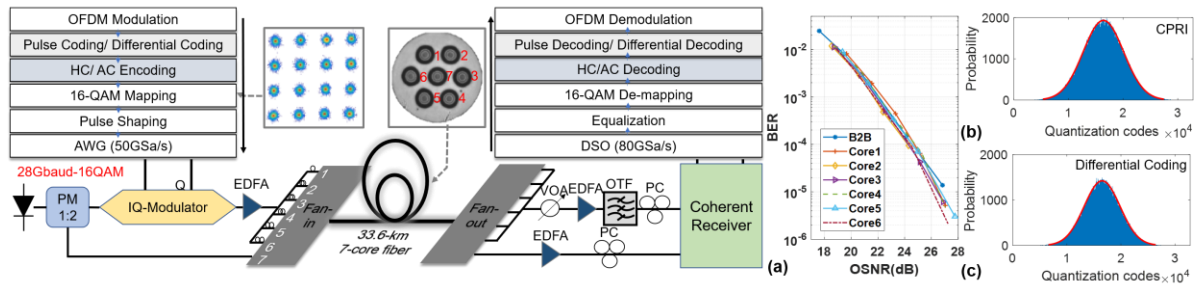 OFDM Modulation
Pulse Coding/ Differential Coding
HC/ AC Encoding
16-QAM Mapping
Pulse Shaping
AWG (50GSa/s)
1
2
6
7
3
5
4
OFDM Demodulation
Pulse Decoding/ Differential Decoding
HC/AC Decoding
16-QAM De-mapping
Equalization
DSO (80GSa/s)
28Gbaud-16QAM
PM
1:2
I
Q
IQ-Modulator
EDFA
1
2
3
4
5
6
7
Fan-
in
33.6-km
7-core fiber
Fan-
out
VOA
EDFA
OTF
PC
EDFA
PC
Coherent
Receiver
(a)
BER
10-2
10-3
10-4
10-5
10-6
B2B
Core1
Core2
Core3
Core4
Core5
Core6
18
20
22
24
26
28
OSNR(dB)
(b)
Probability
2000
1000
0
CPRI
0
1
2
3
×104
Quantization codes
(c)
Probability
2000
1000
0
Differential Coding
0
1
2
3
×104
Quantization codes